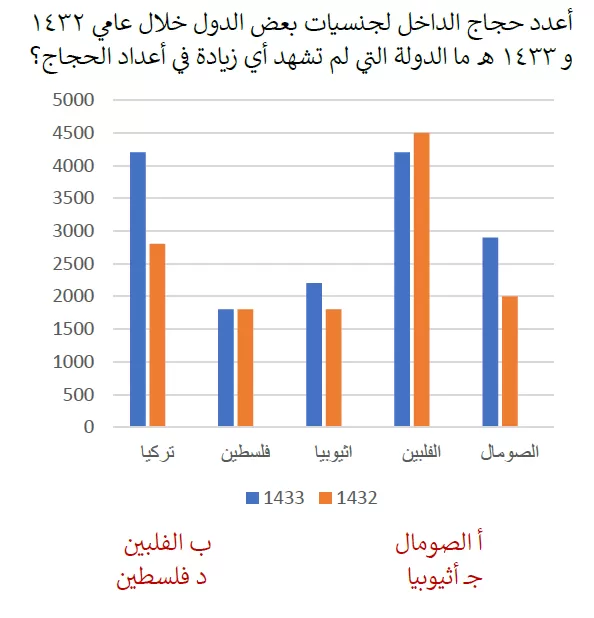 أعدد حجاج الداخل لجنسيات بعض الدول خلال عامي ١٤٣٢
و ١٤٣٣ هـ ما الدولة التي لم تشهد أي زيادة في أعداد الحجاج؟
5000
4500
4000
3500
3000
2500
2000
1500
1000
500
0
تركيا فلسطين اثيوبيا الفلبين الصومال
1433 1432
أ الصومال ب الفلبين
جـ أثيوبيا د فلسطين